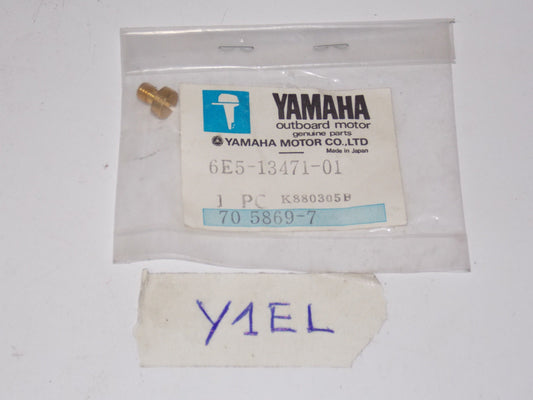 YAMAHA
outboard motor
genuine parts
YAMAHA MOTOR CO.,LTD
Made in Japan
6E5-13471-01
1 PC K880305B
70 5869-7
Y1EL